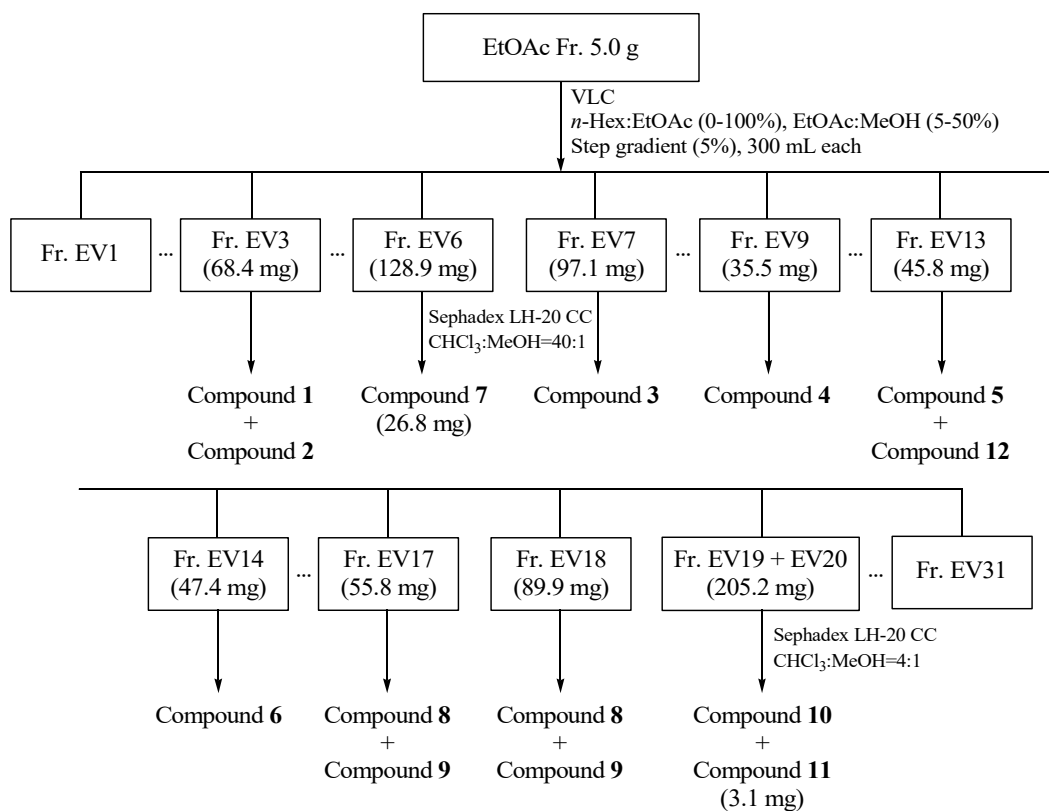 EtOAc Fr. 5.0 g
VLC
n-Hex:EtOAc (0-100%), EtOAc:MeOH (5-50%)
Step gradient (5%), 300 mL each
Fr. EV1
...
Fr. EV3
(68.4 mg)
...
Fr. EV6
(128.9 mg)
Fr. EV7
(97.1 mg)
...
Fr. EV9
(35.5 mg)
...
Fr. EV13
(45.8 mg)
Sephadex LH-20 CC
CHCl₃:MeOH=40:1
Compound 1
+
Compound 2
Compound 7
(26.8 mg)
Compound 3
Compound 4
Compound 5
+
Compound 12
Fr. EV14
(47.4 mg)
...
Fr. EV17
(55.8 mg)
Fr. EV18
(89.9 mg)
Fr. EV19 + EV20
(205.2 mg)
...
Fr. EV31
Sephadex LH-20 CC
CHCl₃:MeOH=4:1
Compound 6
Compound 8
+
Compound 9
Compound 8
+
Compound 9
Compound 10
+
Compound 11
(3.1 mg)